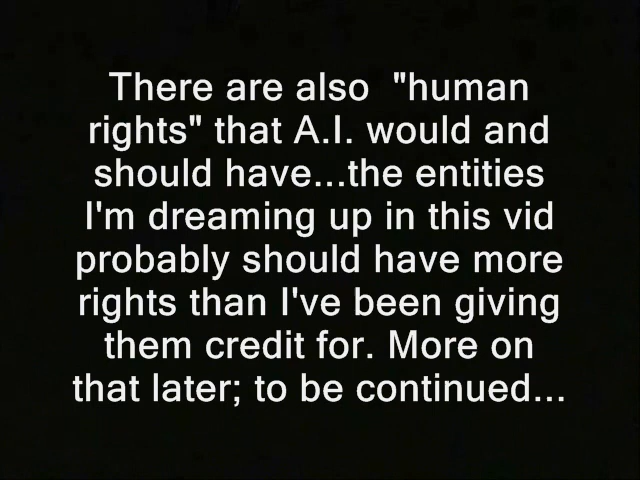 There are also  "human
rights" that A.I. would and
should have...the entities
I'm dreaming up in this vid
probably should have more
rights than I've been giving
them credit for. More on
that later; to be continued...